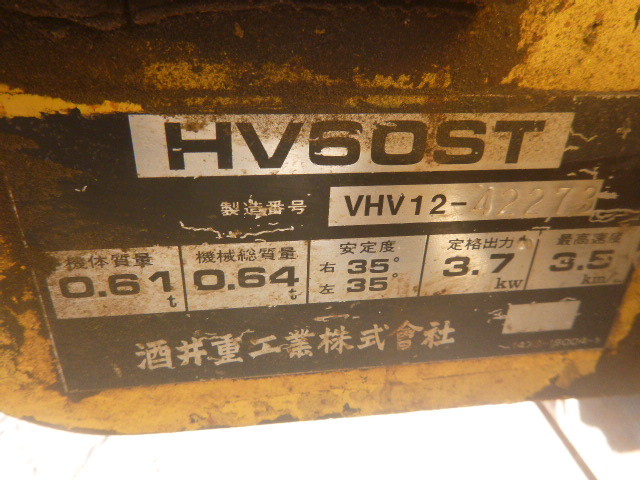 HV60ST
製造番号 VHV12-A2273
機体質量 機械総質量 安定度 定格出力 最高速度
0.61 t 0.64 t 右 35° 左 35° 3.7 kw 3.5 km/
酒井重工業株式會社